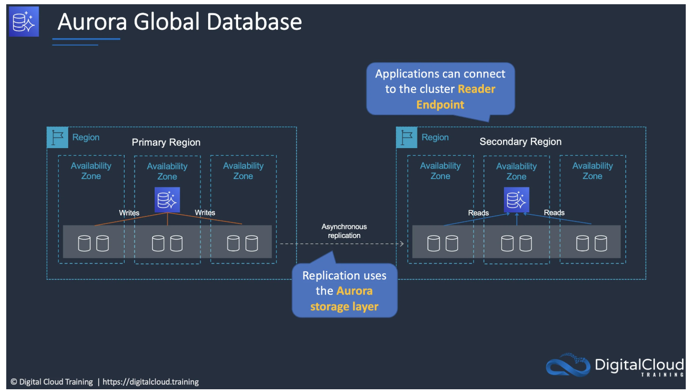 Aurora Global Database
Applications can connect
to the cluster Reader
Endpoint
Region
Primary Region
Availability
Zone
Availability
Zone
Availability
Zone
Writes
Writes
Region
Secondary Region
Availability
Zone
Availability
Zone
Availability
Zone
Reads
Reads
Asynchronous
replication
Replication uses
the Aurora
storage layer
© Digital Cloud Training | https://digitalcloud.training
DigitalCloud
TRAINING